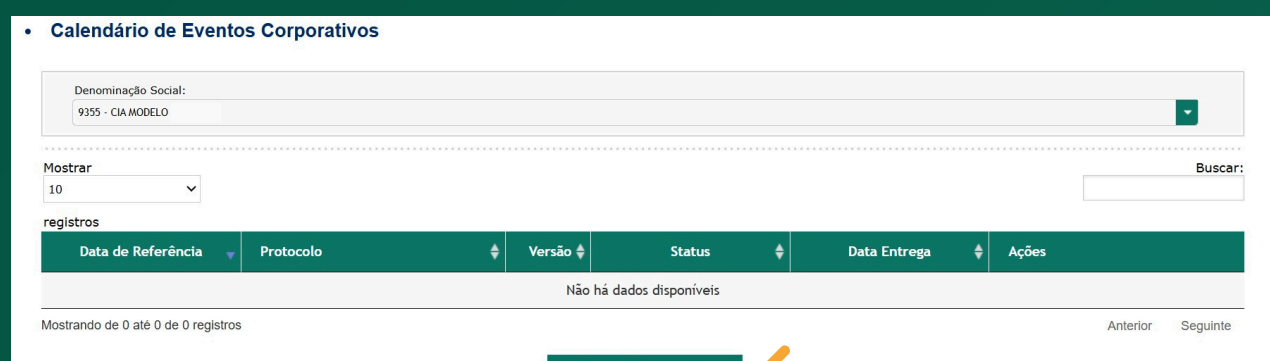 • Calendário de Eventos Corporativos
Denominação Social:
9355 - CIA MODELO
Mostrar
Buscar:
10
registros
Data de Referência Protocolo Versão Status Data Entrega Ações
Não há dados disponíveis
Mostrando de 0 até 0 de 0 registros Anterior Seguinte